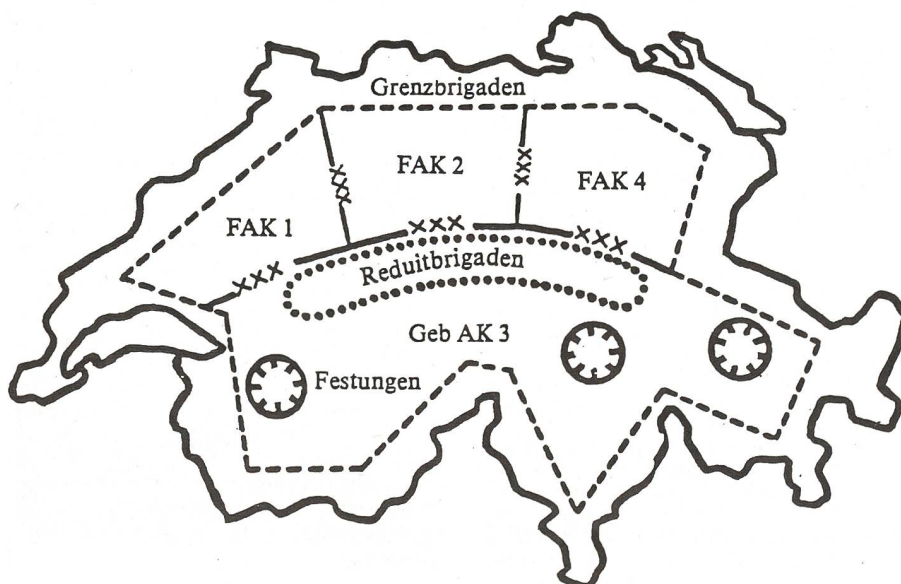 Grenzbrigaden
FAK 2
FAK 4
FAK 1
Reduitbrigaden
Geb AK 3
Festungen